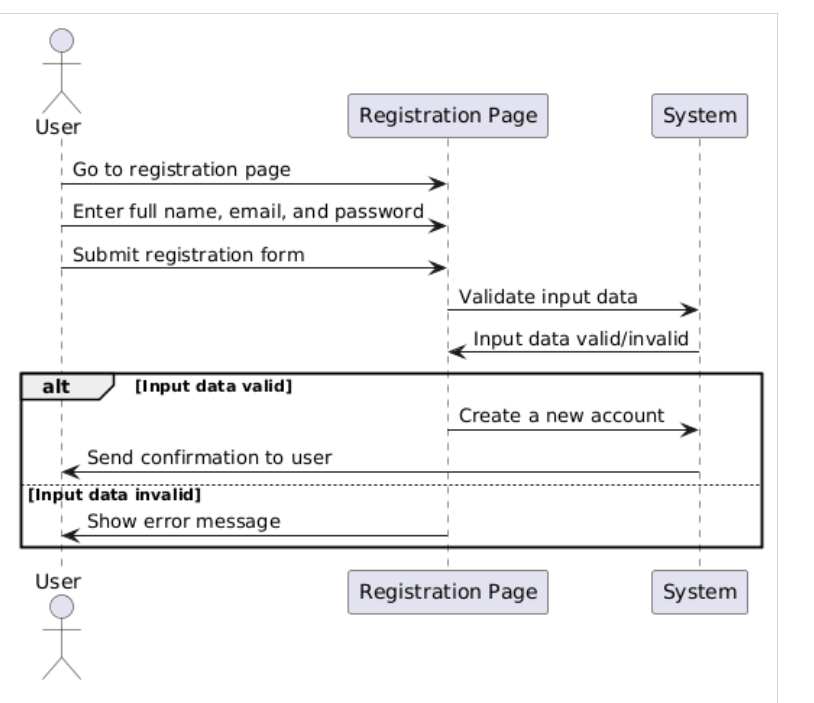 User
Registration Page
System
Go to registration page
Enter full name, email, and password
Submit registration form
Validate input data
Input data valid/invalid
alt [Input data valid]
Create a new account
Send confirmation to user
[Input data invalid]
Show error message
User
Registration Page
System